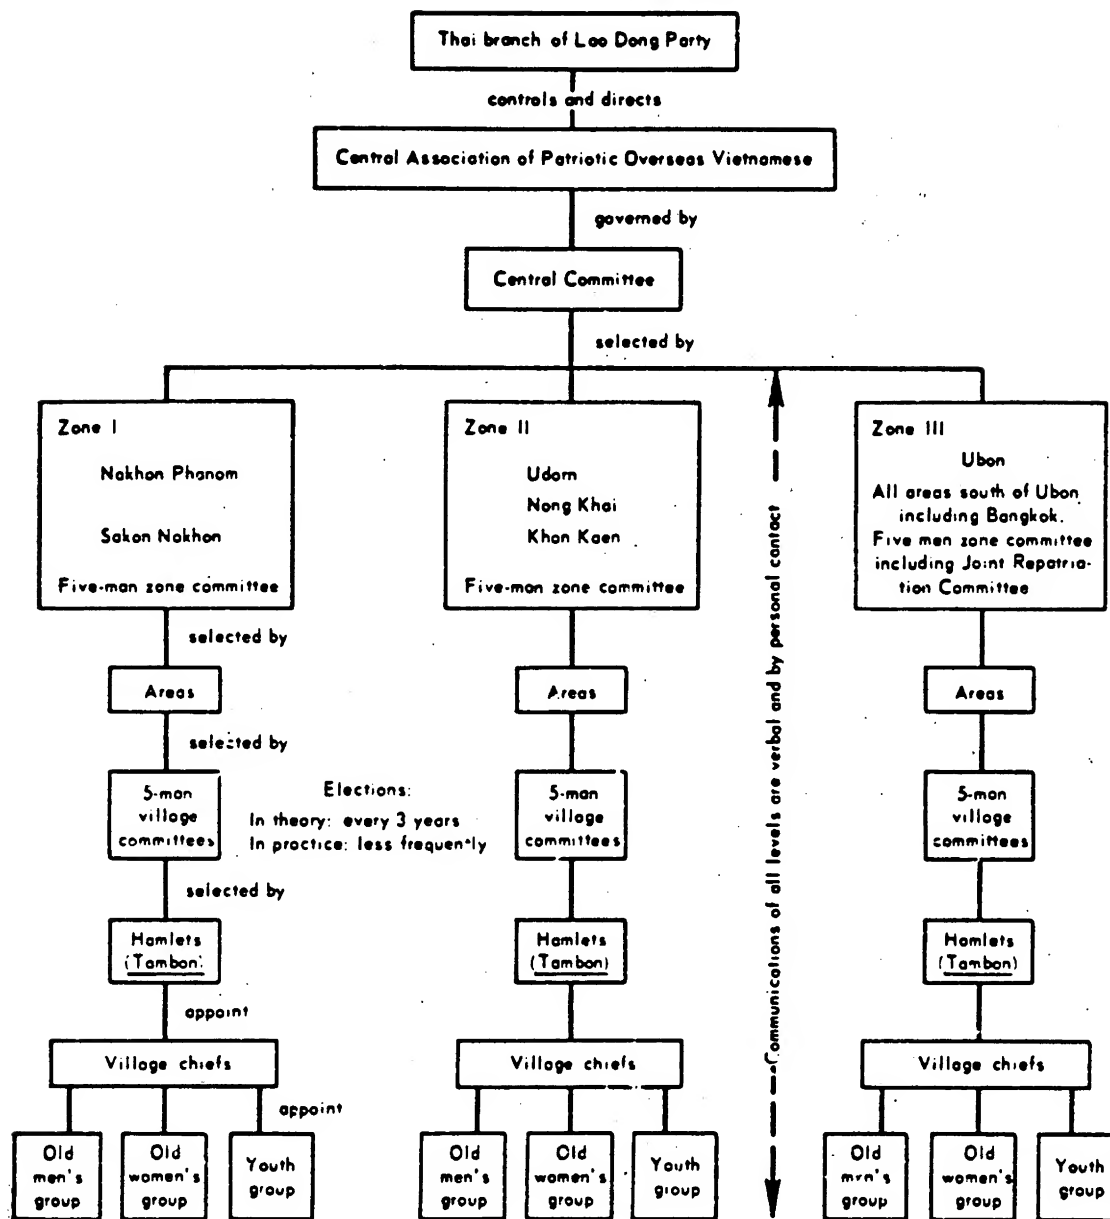 Thai branch of Lao Dong Party
controls and directs
Central Association of Patriotic Overseas Vietnamese
governed by
Central Committee
selected by
Zone I
Nakhon Phanom
Sakon Nakhon
Five-man zone committee
Zone II
Udorn
Nong Khai
Khon Kaen
Five-man zone committee
Zone III
Ubon
All areas south of Ubon
including Bangkok.
Five men zone committee
including Joint Repatria-
tion Committee
Communications of all levels are verbal and by personal contact
selected by
Areas
Areas
Areas
selected by
5-man
village
committees
Elections:
In theory: every 3 years
In practice: less frequently
5-man
village
committees
5-man
village
committees
selected by
Hamlets
(Tambon)
Hamlets
(Tambon)
Hamlets
(Tambon)
appoint
Village chiefs
Village chiefs
Village chiefs
appoint
Old
men's
group
Old
women's
group
Youth
group
Old
men's
group
Old
women's
group
Youth
group
Old
men's
group
Old
women's
group
Youth
group